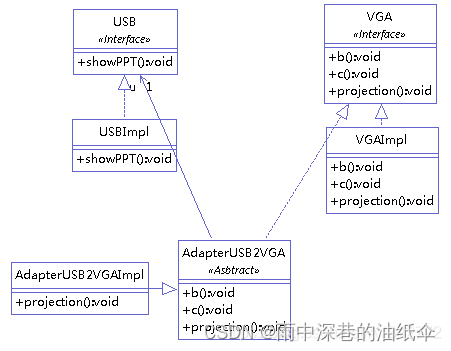 USB
«Interface»
+showPPT():void
u 1
USBImpl
+showPPT():void
VGA
«Interface»
+b():void
+c():void
+projection():void
VGAImpl
+b():void
+c():void
+projection():void
AdapterUSB2VGAImpl
+projection():void
AdapterUSB2VGA
«Asbtract»
+b():void
+c():void
+projection():void
CSDN @雨中深巷的油纸伞